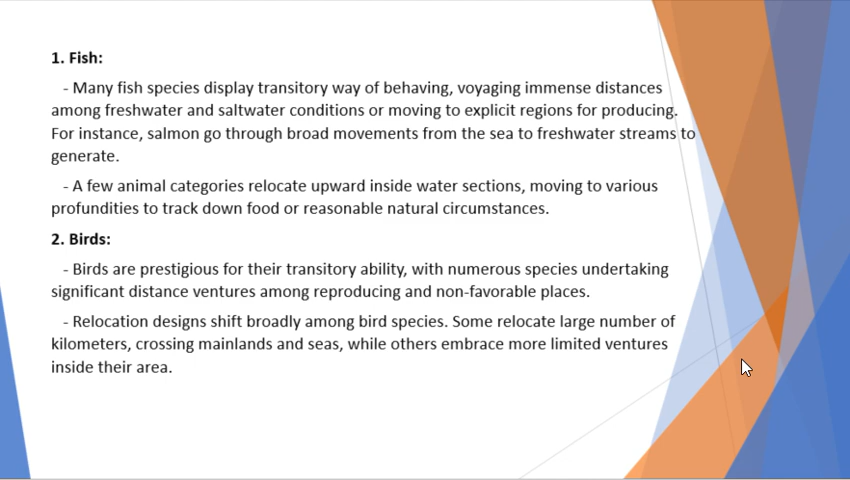 1. Fish:
- Many fish species display transitory way of behaving, voyaging immense distances
among freshwater and saltwater conditions or moving to explicit regions for producing.
For instance, salmon go through broad movements from the sea to freshwater streams to
generate.
- A few animal categories relocate upward inside water sections, moving to various
profundities to track down food or reasonable natural circumstances.
2. Birds:
- Birds are prestigious for their transitory ability, with numerous species undertaking
significant distance ventures among reproducing and non-favorable places.
- Relocation designs shift broadly among bird species. Some relocate large number of
kilometers, crossing mainlands and seas, while others embrace more limited ventures
inside their area.